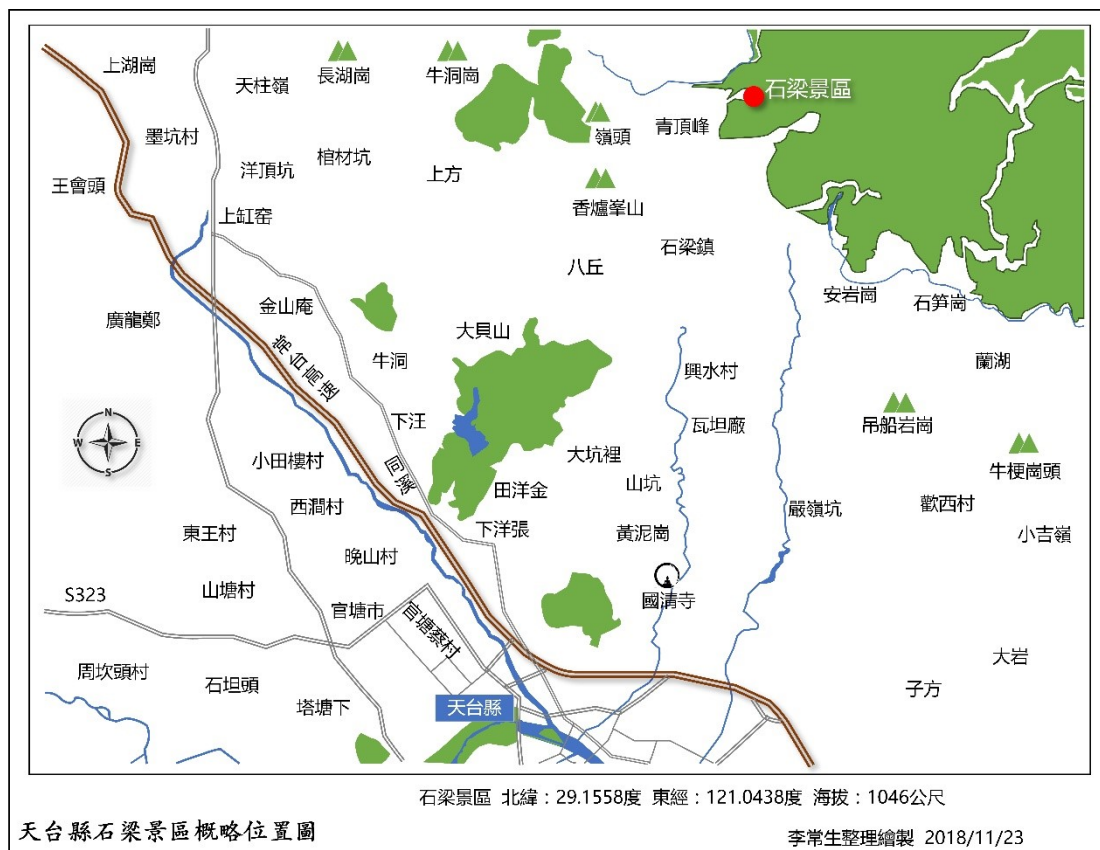 上湖崗
長湖崗
牛洞崗
天柱嶺
石梁景區
墨坑村
嶺頭
青頂峰
棺材坑
洋頂坑
上方
王會頭
香爐峯山
上缸窑
石梁鎮
八丘
安岩崗
石笋崗
金山庵
廣龍鄭
大貝山
常台高速
牛洞
蘭湖
興水村
N
W
E
S
下汪
瓦坦廠
吊船岩崗
小田樓村
大坑裡
牛梗崗頭
同溪
山坑
田洋金
嚴嶺坑
歡西村
西澗村
東王村
下洋張
黃泥崗
小吉嶺
晚山村
山塘村
S323
官塘市
官塘蔡村
國清寺
大岩
周坎頭村
石坦頭
子方
塔塘下
天台縣
石梁景區 北緯:29.1558度 東經:121.0438度 海拔:1046公尺
天台縣石梁景區概略位置圖
李常生整理繪製 2018/11/23